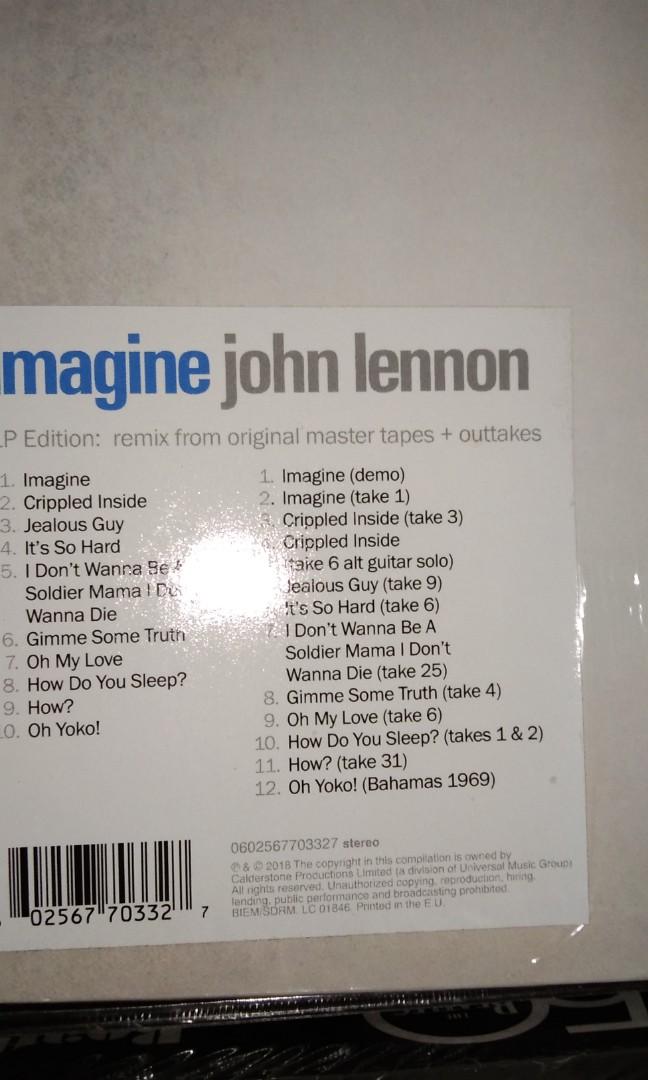 magine john lennon
LP Edition: remix from original master tapes + outtakes
1. Imagine
2. Crippled Inside
3. Jealous Guy
4. It's So Hard
5. I Don't Wanna Be A
Soldier Mama I Don't
Wanna Die
6. Gimme Some Truth
7. Oh My Love
8. How Do You Sleep?
9. How?
0. Oh Yoko!
1. Imagine (demo)
2. Imagine (take 1)
3. Crippled Inside (take 3)
Crippled Inside
take 6 alt guitar solo)
Jealous Guy (take 9)
It's So Hard (take 6)
7. I Don't Wanna Be A
Soldier Mama I Don't
Wanna Die (take 25)
8. Gimme Some Truth (take 4)
9. Oh My Love (take 6)
10. How Do You Sleep? (takes 1 & 2)
11. How? (take 31)
12. Oh Yoko! (Bahamas 1969)
02567 70332 7
0602567703327 stereo
℗ & © 2018 The copyright in this compilation is owned by
Calderstone Productions Limited (a division of Universal Music Group)
All rights reserved. Unauthorized copying, reproduction, hiring,
lending, public performance and broadcasting prohibited.
BIEM/SDRM. LC 01846. Printed in the E.U.